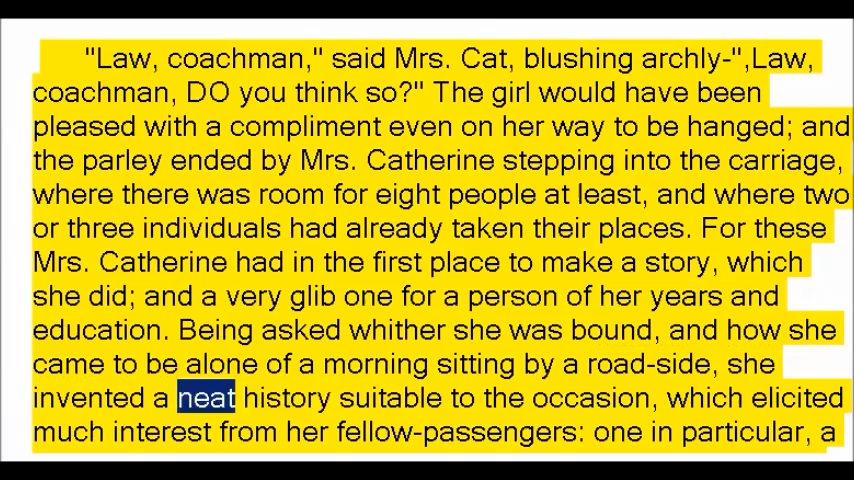 "Law, coachman," said Mrs. Cat, blushing archly-",Law,
coachman, DO you think so?" The girl would have been
pleased with a compliment even on her way to be hanged; and
the parley ended by Mrs. Catherine stepping into the carriage,
where there was room for eight people at least, and where two
or three individuals had already taken their places. For these
Mrs. Catherine had in the first place to make a story, which
she did; and a very glib one for a person of her years and
education. Being asked whither she was bound, and how she
came to be alone of a morning sitting by a road-side, she
invented a neat history suitable to the occasion, which elicited
much interest from her fellow-passengers: one in particular, a